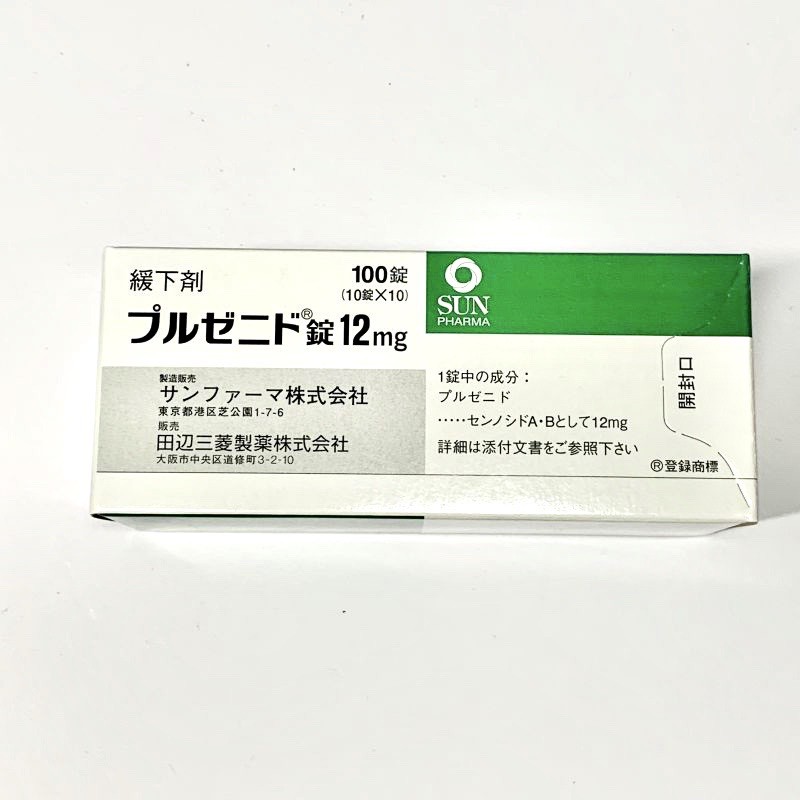 緩下剤
100錠
(10錠×10)
プルゼニド®錠12mg
製造販売
サンファーマ株式会社
東京都港区芝公園1-7-6
販売
田辺三菱製薬株式会社
大阪市中央区道修町3-2-10
SUN
PHARMA
1錠中の成分：
プルゼニド
‥‥‥センノシドA・Bとして12mg
詳細は添付文書をご参照下さい
®登録商標
開封口